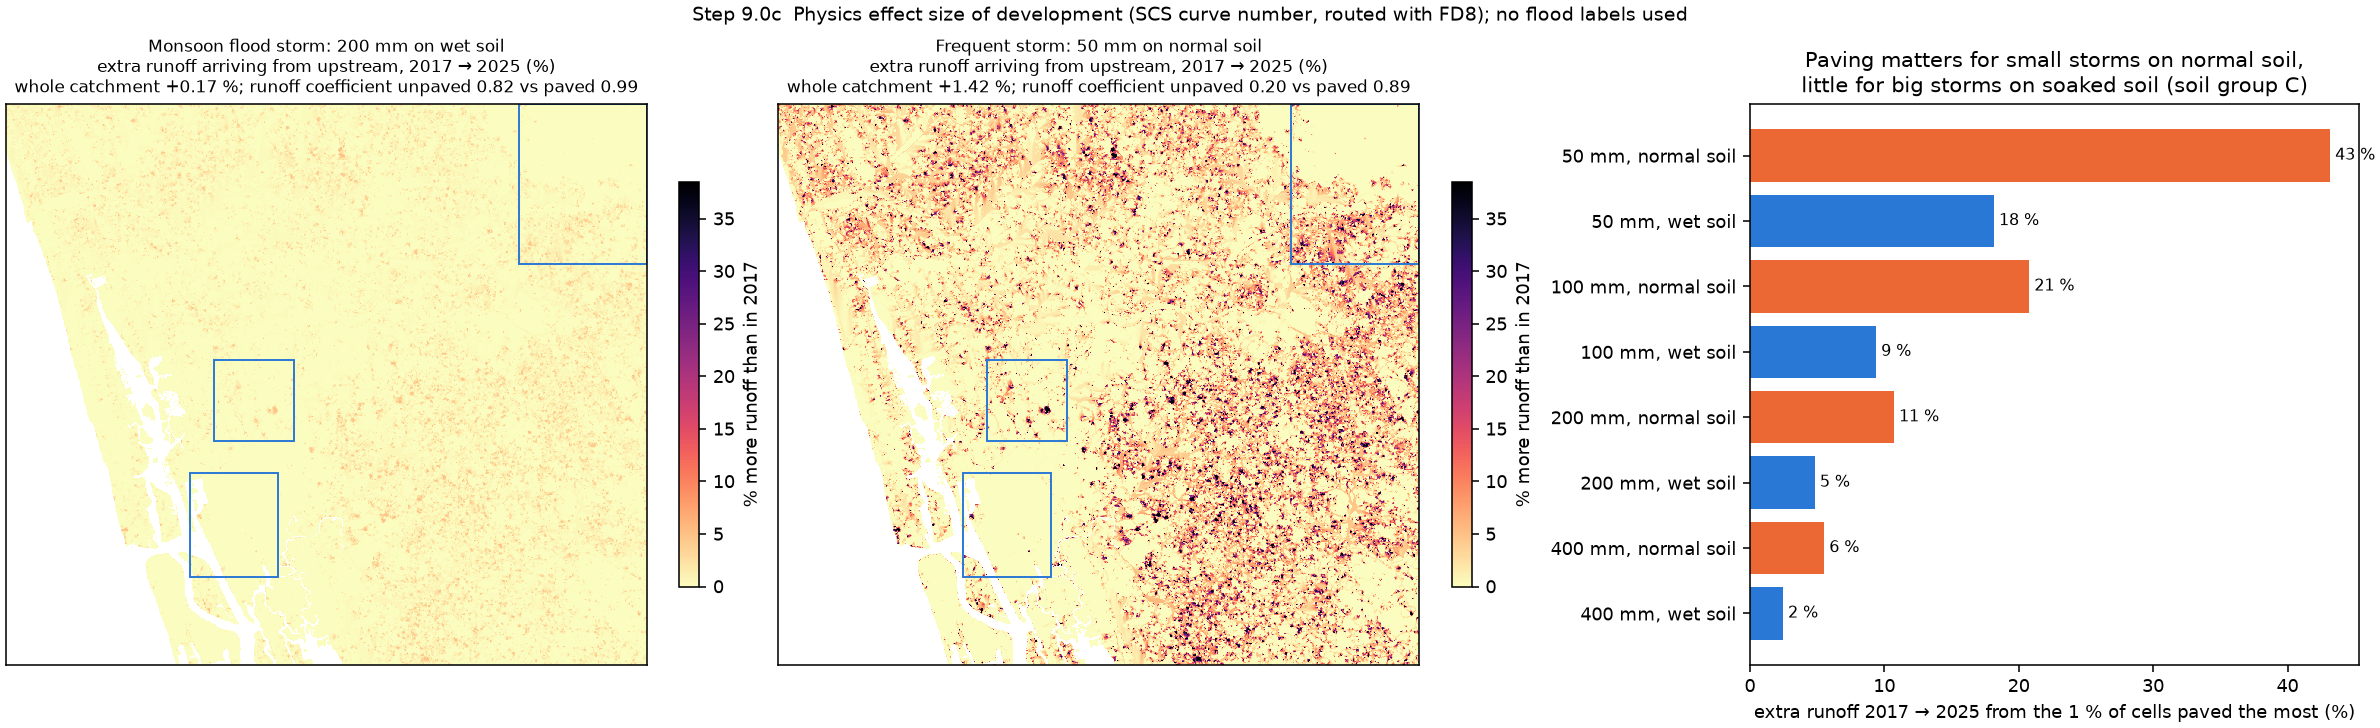 Step 9.0c  Physics effect size of development (SCS curve number, routed with FD8); no flood labels used
Monsoon flood storm: 200 mm on wet soil
extra runoff arriving from upstream, 2017 → 2025 (%)
whole catchment +0.17 %; runoff coefficient unpaved 0.82 vs paved 0.99
35
30
25
20
15
10
5
0
% more runoff than in 2017
Frequent storm: 50 mm on normal soil
extra runoff arriving from upstream, 2017 → 2025 (%)
whole catchment +1.42 %; runoff coefficient unpaved 0.20 vs paved 0.89
35
30
25
20
15
10
5
0
% more runoff than in 2017
Paving matters for small storms on normal soil,
little for big storms on soaked soil (soil group C)
50 mm, normal soil
43 %
50 mm, wet soil
18 %
100 mm, normal soil
21 %
100 mm, wet soil
9 %
200 mm, normal soil
11 %
200 mm, wet soil
5 %
400 mm, normal soil
6 %
400 mm, wet soil
2 %
0
10
20
30
40
extra runoff 2017 → 2025 from the 1 % of cells paved the most (%)